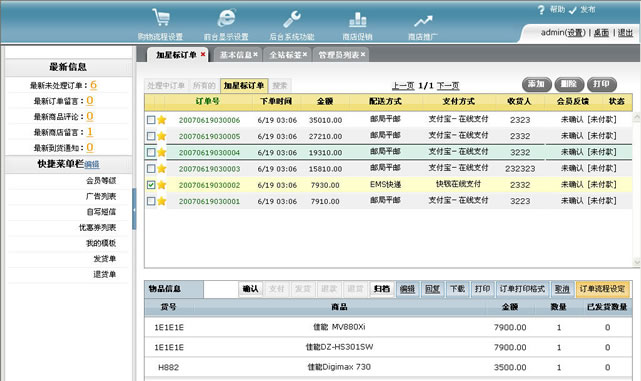 帮助 发布
购物流程设置 前台显示设置 后台系统功能 商店促销 商店推广
admin(设置) | 桌面 | 退出
加星标订单 × 基本信息 × 全站标签 × 管理员列表 ×
最新信息
最新未处理订单：6
最新订单留言：0
最新商品评论：0
最新商店留言：1
最新到货通知：0
快捷菜单栏 编辑
会员等级
广告列表
自写短信
优惠券列表
我的模板
发货单
退货单
处理中订单 所有的 加星标订单 搜索 上一页 1/1 下一页 添加 删除 打印
订单号 下单时间 金额 配送方式 支付方式 收货人 会员反馈 状态
20070619030006 6/19 03:06 35010.00 邮局平邮 支付宝-在线支付 2323 未确认 [未付款]
20070619030005 6/19 03:06 27210.00 邮局平邮 支付宝-在线支付 2332 未确认 [未付款]
20070619030004 6/19 03:06 19310.00 邮局平邮 支付宝-在线支付 3232 未确认 [未付款]
20070619030003 6/19 03:06 15810.00 邮局平邮 支付宝-在线支付 232323 未确认 [未付款]
20070619030002 6/19 03:06 7930.00 EMS快递 快钱在线支付 2332 未确认 [未付款]
20070619030001 6/19 03:06 7910.00 邮局平邮 支付宝-在线支付 3223 未确认 [未付款]
物品信息 确认 支付 发货 退款 退货 归档 编辑 回复 下载 打印 订单打印格式 取消 订单流程设定
货号 商品 金额 数量 已发货数量
1E1E1E 佳能 MV880Xi 7900.00 1 0
1E1E1E 佳能DZ-HS301SW 7900.00 1 0
H882 佳能Digimax 730 3500.00 1 0